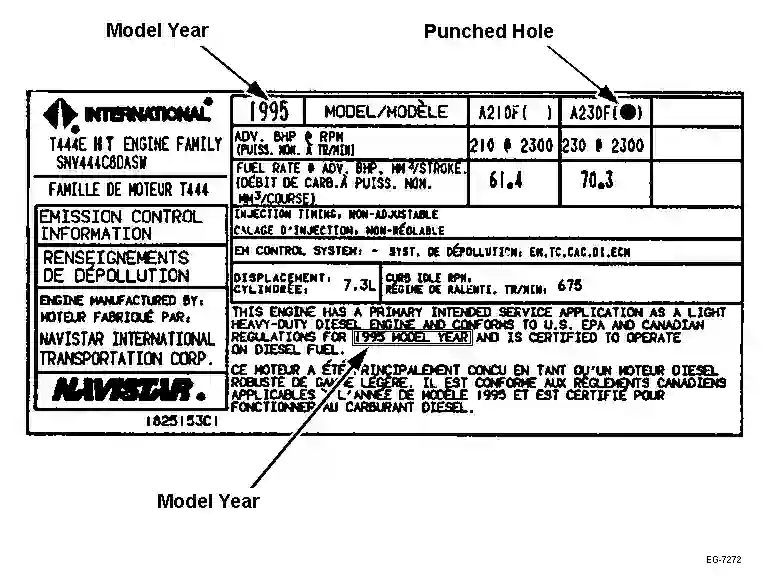 Model Year
Punched Hole
INTERNATIONAL
T444E HT ENGINE FAMILY
SNV444C8DASW
FAMILLE DE MOTEUR T444
EMISSION CONTROL
INFORMATION
RENSEIGNEMENTS
DE DÉPOLLUTION
ENGINE MANUFACTURED BY:
MOTEUR FABRIQUÉ PAR:
NAVISTAR INTERNATIONAL
TRANSPORTATION CORP.
NAVISTAR.
1825153C1
1995 MODEL/MODÈLE A210F( ) A230F( )
ADV. BHP @ RPM
(PUISS. NOM. À TR/MIN) 210 @ 2300 230 @ 2300
FUEL RATE @ ADV. BHP, MM³/STROKE.
(DÉBIT DE CARB.À PUISS. NOM.
MM³/COURSE) 61.4 70.3
INJECTION TIMING, NON-ADJUSTABLE
CALAGE D'INJECTION, NON-RÉGLABLE
EM CONTROL SYSTEM: - SYST. DE DÉPOLLUTION: EM,TC,CAC,DI,ECM
DISPLACEMENT:
CYLINDRÉE: 7.3L
CURB IDLE RPM:
RÉGIME DE RALENTI, TR/MIN: 675
THIS ENGINE HAS A PRIMARY INTENDED SERVICE APPLICATION AS A LIGHT
HEAVY-DUTY DIESEL ENGINE AND CONFORMS TO U.S. EPA AND CANADIAN
REGULATIONS FOR 1995 MODEL YEAR AND IS CERTIFIED TO OPERATE
ON DIESEL FUEL.
CE MOTEUR A ÉTÉ PRINCIPALEMENT CONCU EN TANT QU'UN MOTEUR DIESEL
ROBUSTE DE GAMME LÉGÈRE. IL EST CONFORME AUX RÈGLEMENTS CANADIENS
APPLICABLES À L'ANNÉE DE MODÈLE 1995 ET EST CERTIFIÉ POUR
FONCTIONNER AU CARBURANT DIESEL.
Model Year
EG-7272